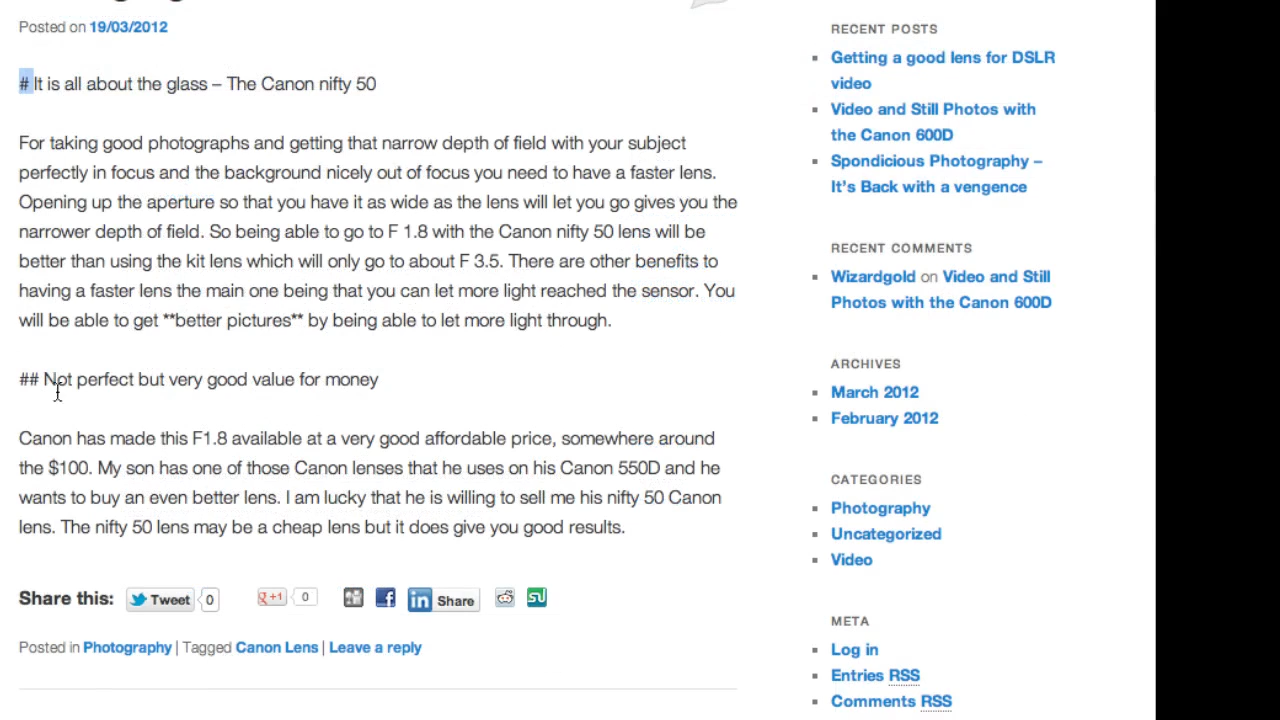 Posted on 19/03/2012
# It is all about the glass – The Canon nifty 50
For taking good photographs and getting that narrow depth of field with your subject
perfectly in focus and the background nicely out of focus you need to have a faster lens.
Opening up the aperture so that you have it as wide as the lens will let you go gives you the
narrower depth of field. So being able to go to F 1.8 with the Canon nifty 50 lens will be
better than using the kit lens which will only go to about F 3.5. There are other benefits to
having a faster lens the main one being that you can let more light reached the sensor. You
will be able to get **better pictures** by being able to let more light through.
## Not perfect but very good value for money
Canon has made this F1.8 available at a very good affordable price, somewhere around
the $100. My son has one of those Canon lenses that he uses on his Canon 550D and he
wants to buy an even better lens. I am lucky that he is willing to sell me his nifty 50 Canon
lens. The nifty 50 lens may be a cheap lens but it does give you good results.
Share this: Tweet 0 g+1 0 f in Share
Posted in Photography | Tagged Canon Lens | Leave a reply
RECENT POSTS
Getting a good lens for DSLR
video
Video and Still Photos with
the Canon 600D
Spondicious Photography –
It's Back with a vengence
RECENT COMMENTS
Wizardgold on Video and Still
Photos with the Canon 600D
ARCHIVES
March 2012
February 2012
CATEGORIES
Photography
Uncategorized
Video
META
Log in
Entries RSS
Comments RSS